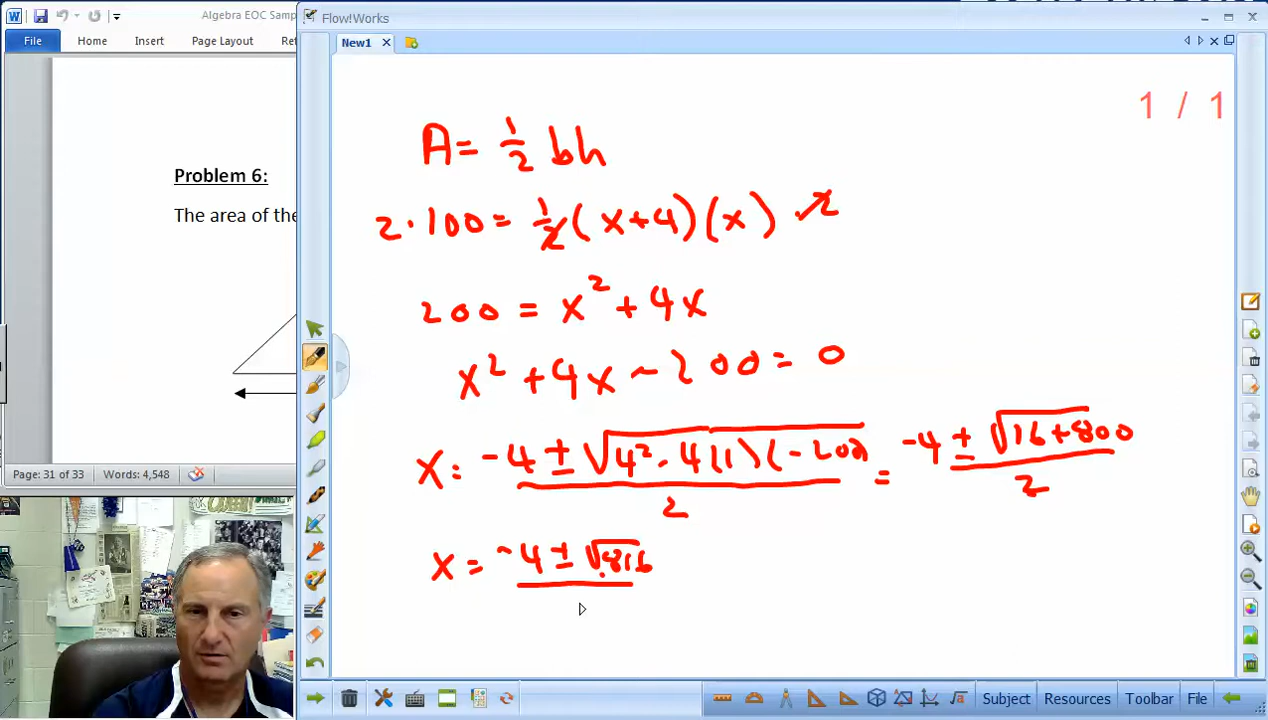 Algebra EOC Samp
Flow!Works
File Home Insert Page Layout Ref
New1
1 / 1
Problem 6:
The area of the
A = 1/2 bh
2·100 = 1/2 (x+4)(x) 2
200 = x² + 4x
x² + 4x - 200 = 0
x = -4 ± √4² - 4(1)(-200) / 2 = -4 ± √16+800 / 2
x = -4 ± √816
Page: 31 of 33 Words: 4,548
Subject Resources Toolbar File